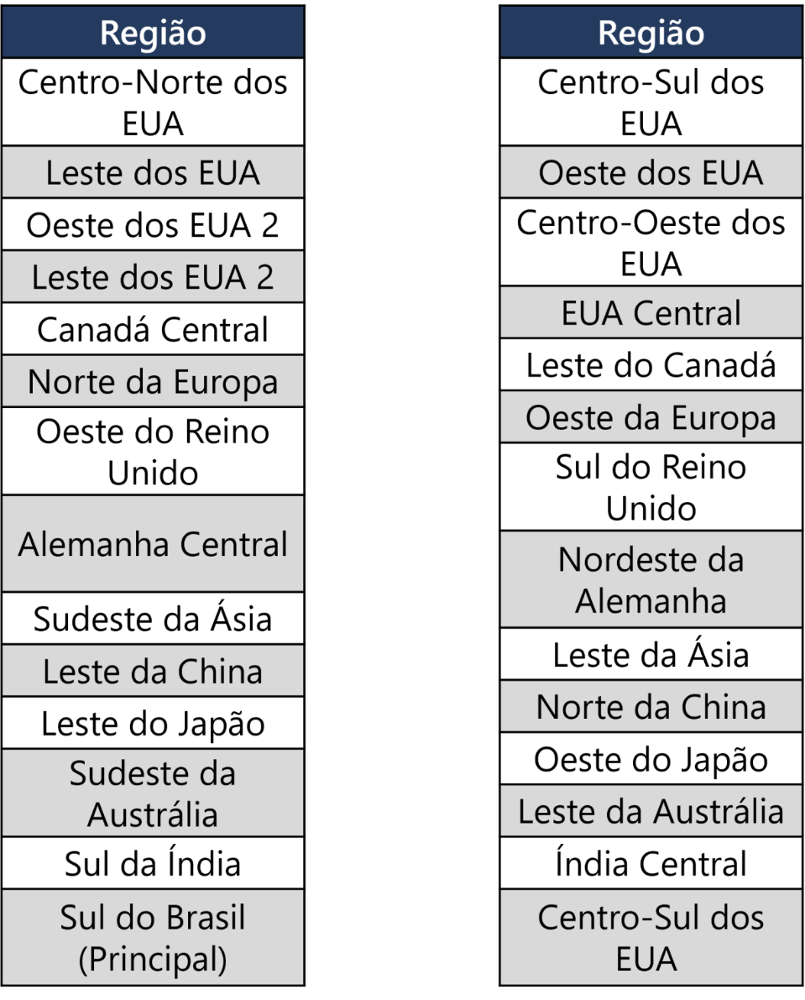 Região
Centro-Norte dos
EUA
Leste dos EUA
Oeste dos EUA 2
Leste dos EUA 2
Canadá Central
Norte da Europa
Oeste do Reino
Unido
Alemanha Central
Sudeste da Ásia
Leste da China
Leste do Japão
Sudeste da
Austrália
Sul da Índia
Sul do Brasil
(Principal)
Região
Centro-Sul dos
EUA
Oeste dos EUA
Centro-Oeste dos
EUA
EUA Central
Leste do Canadá
Oeste da Europa
Sul do Reino
Unido
Nordeste da
Alemanha
Leste da Ásia
Norte da China
Oeste do Japão
Leste da Austrália
Índia Central
Centro-Sul dos
EUA